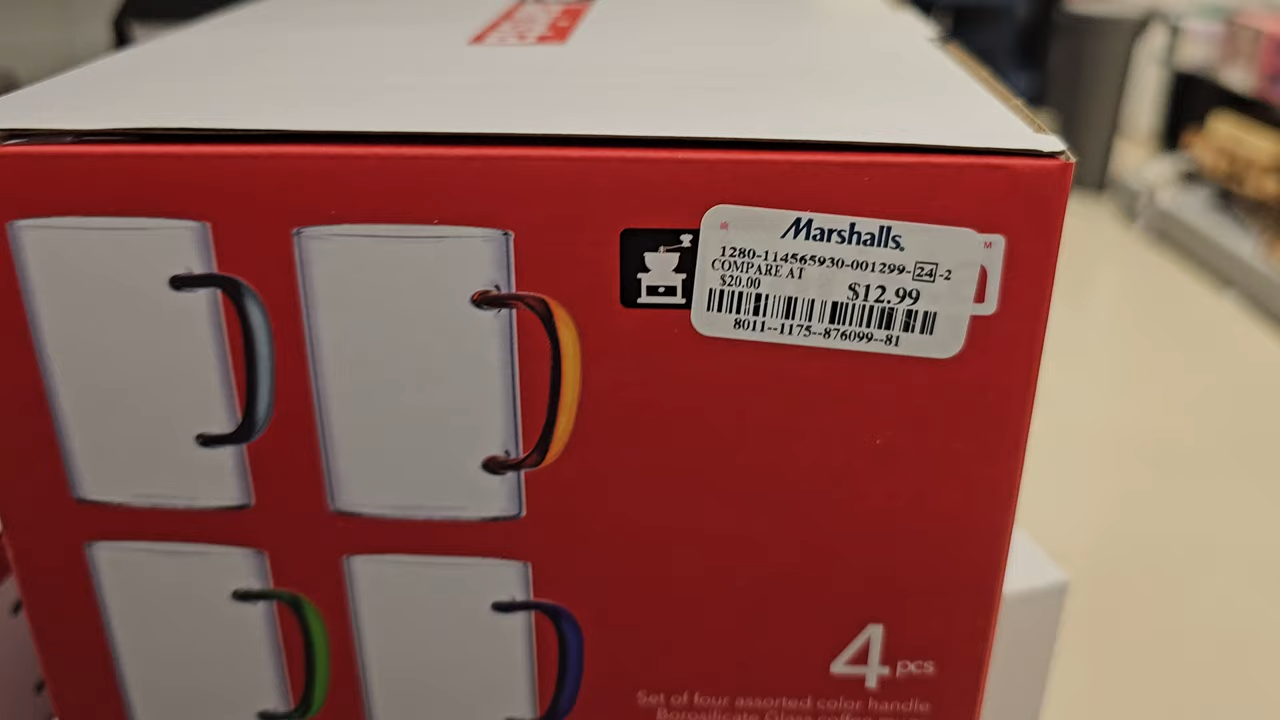 Marshalls.
1280-114565930-001299-24-2
COMPARE AT
$20.00
$12.99
8011--1175--876099--81
4 pcs
Set of four assorted color handle
Borosilicate Glass coffee